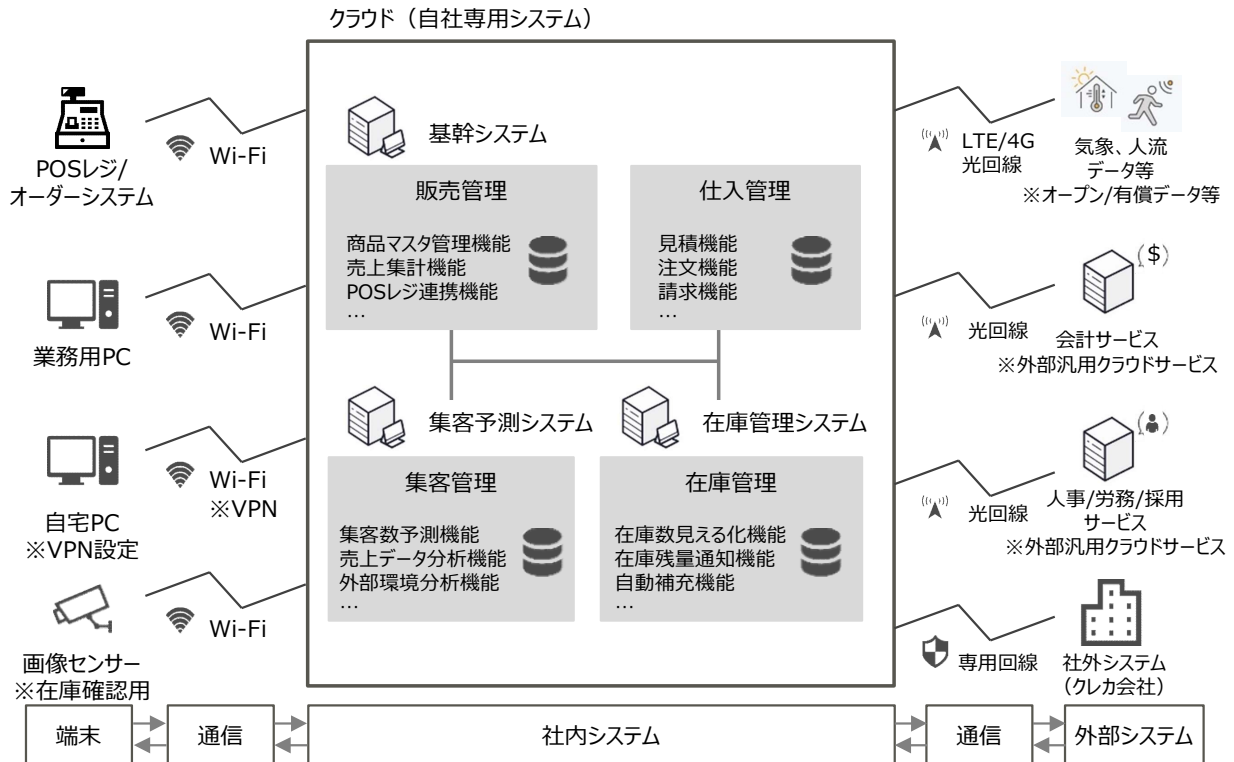 クラウド（自社専用システム）
POSレジ/
オーダーシステム
Wi-Fi
業務用PC
Wi-Fi
自宅PC
※VPN設定
Wi-Fi
※VPN
画像センサー
※在庫確認用
Wi-Fi
基幹システム
販売管理
商品マスタ管理機能
売上集計機能
POSレジ連携機能
…
仕入管理
見積機能
注文機能
請求機能
…
集客予測システム
集客管理
集客数予測機能
売上データ分析機能
外部環境分析機能
…
在庫管理システム
在庫管理
在庫数見える化機能
在庫残量通知機能
自動補充機能
…
LTE/4G
光回線
気象、人流
データ等
※オープン/有償データ等
光回線
($)
会計サービス
※外部汎用クラウドサービス
光回線
人事/労務/採用
サービス
※外部汎用クラウドサービス
専用回線
社外システム
（クレカ会社）
端末
通信
社内システム
通信
外部システム